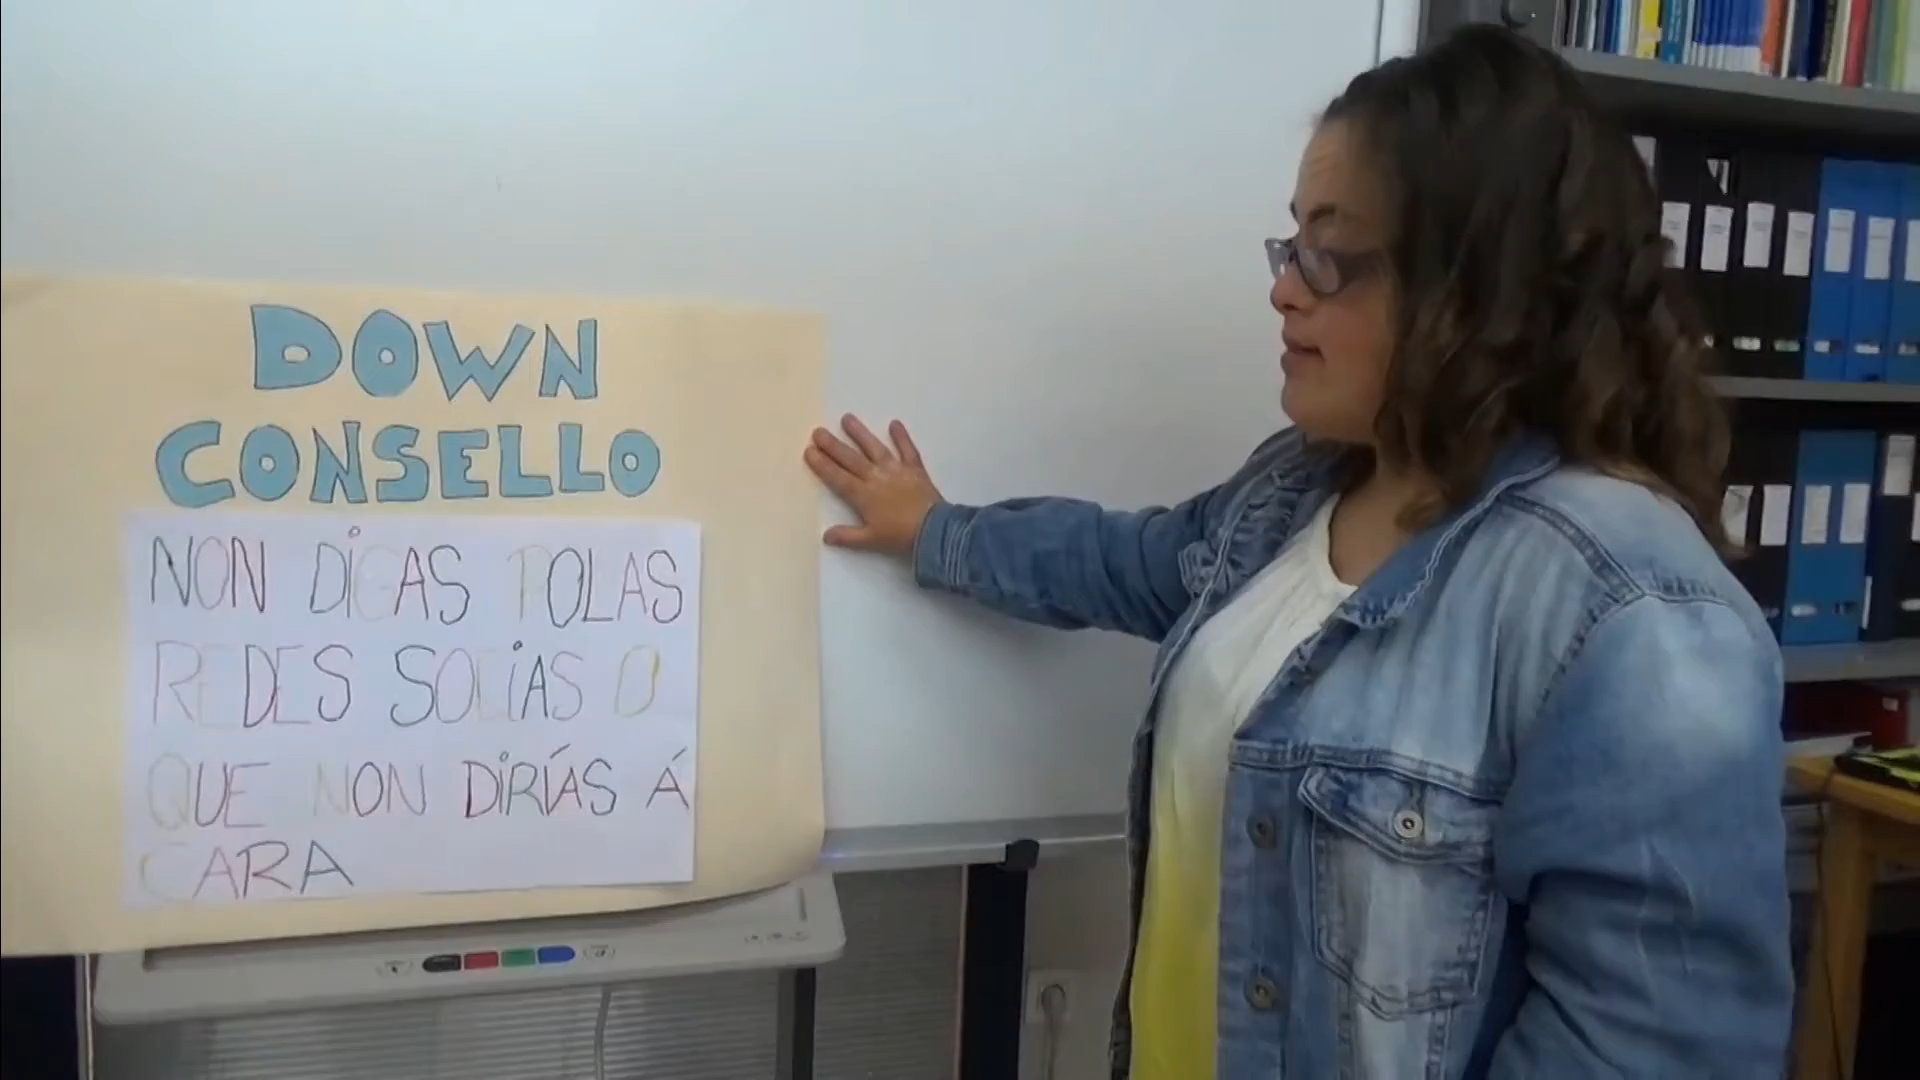 DOWN
CONSELLO
NON DIGAS POLAS
REDES SOCIAS O
QUE NON DIRÍAS Á
CARA